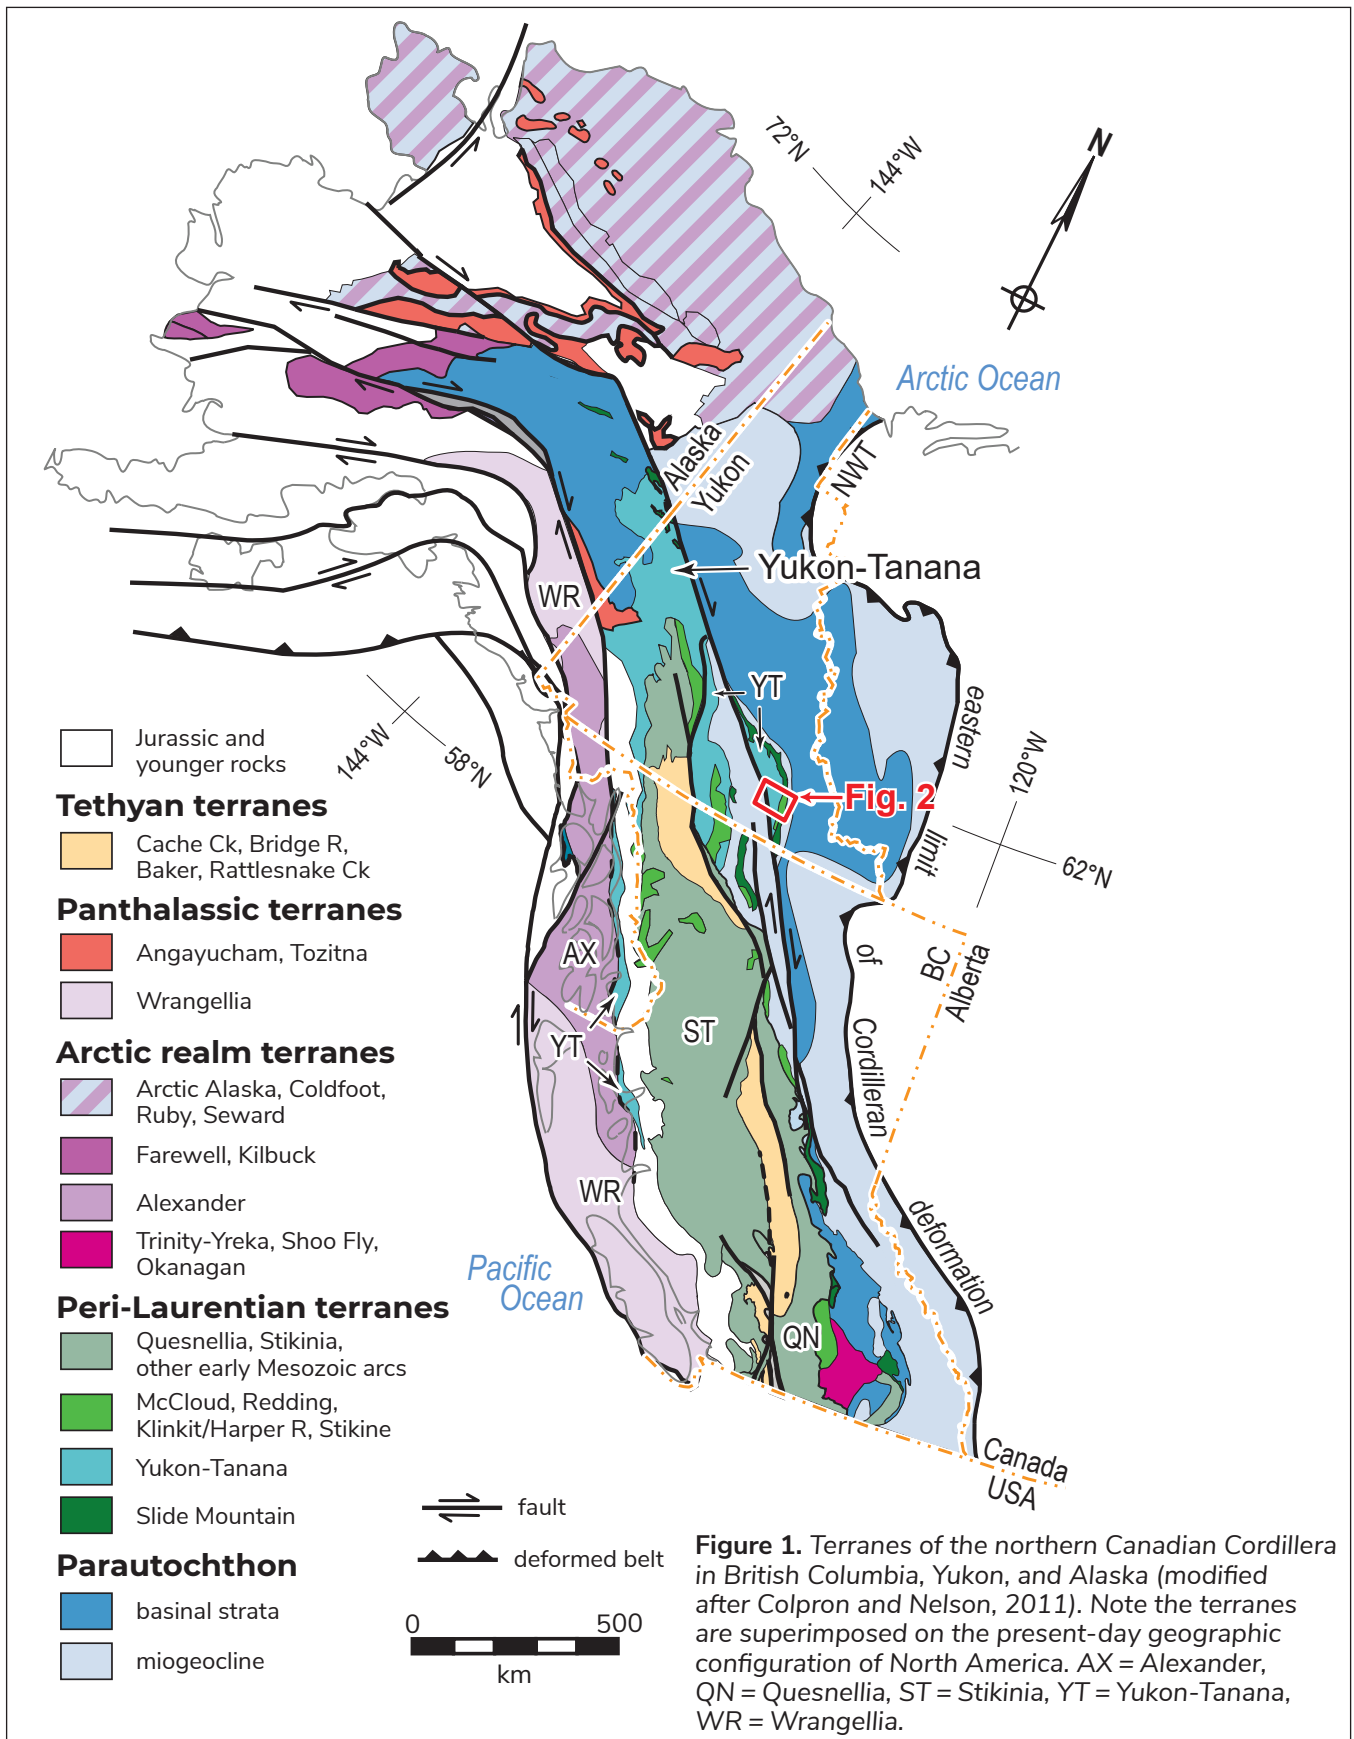 N
72°N
144°W
Arctic Ocean
Alaska
Yukon
NWT
Yukon-Tanana
WR
YT
eastern
limit
of
Cordilleran
deformation
Fig. 2
120°W
62°N
144°W
58°N
AX
BC
Alberta
ST
YT
WR
Pacific
Ocean
QN
Canada
USA
Jurassic and
younger rocks
Tethyan terranes
Cache Ck, Bridge R,
Baker, Rattlesnake Ck
Panthalassic terranes
Angayucham, Tozitna
Wrangellia
Arctic realm terranes
Arctic Alaska, Coldfoot,
Ruby, Seward
Farewell, Kilbuck
Alexander
Trinity-Yreka, Shoo Fly,
Okanagan
Peri-Laurentian terranes
Quesnellia, Stikinia,
other early Mesozoic arcs
McCloud, Redding,
Klinkit/Harper R, Stikine
Yukon-Tanana
Slide Mountain
Parautochthon
basinal strata
miogeocline
fault
deformed belt
0 500
km
Figure 1. Terranes of the northern Canadian Cordillera
in British Columbia, Yukon, and Alaska (modified
after Colpron and Nelson, 2011). Note the terranes
are superimposed on the present-day geographic
configuration of North America. AX = Alexander,
QN = Quesnellia, ST = Stikinia, YT = Yukon-Tanana,
WR = Wrangellia.